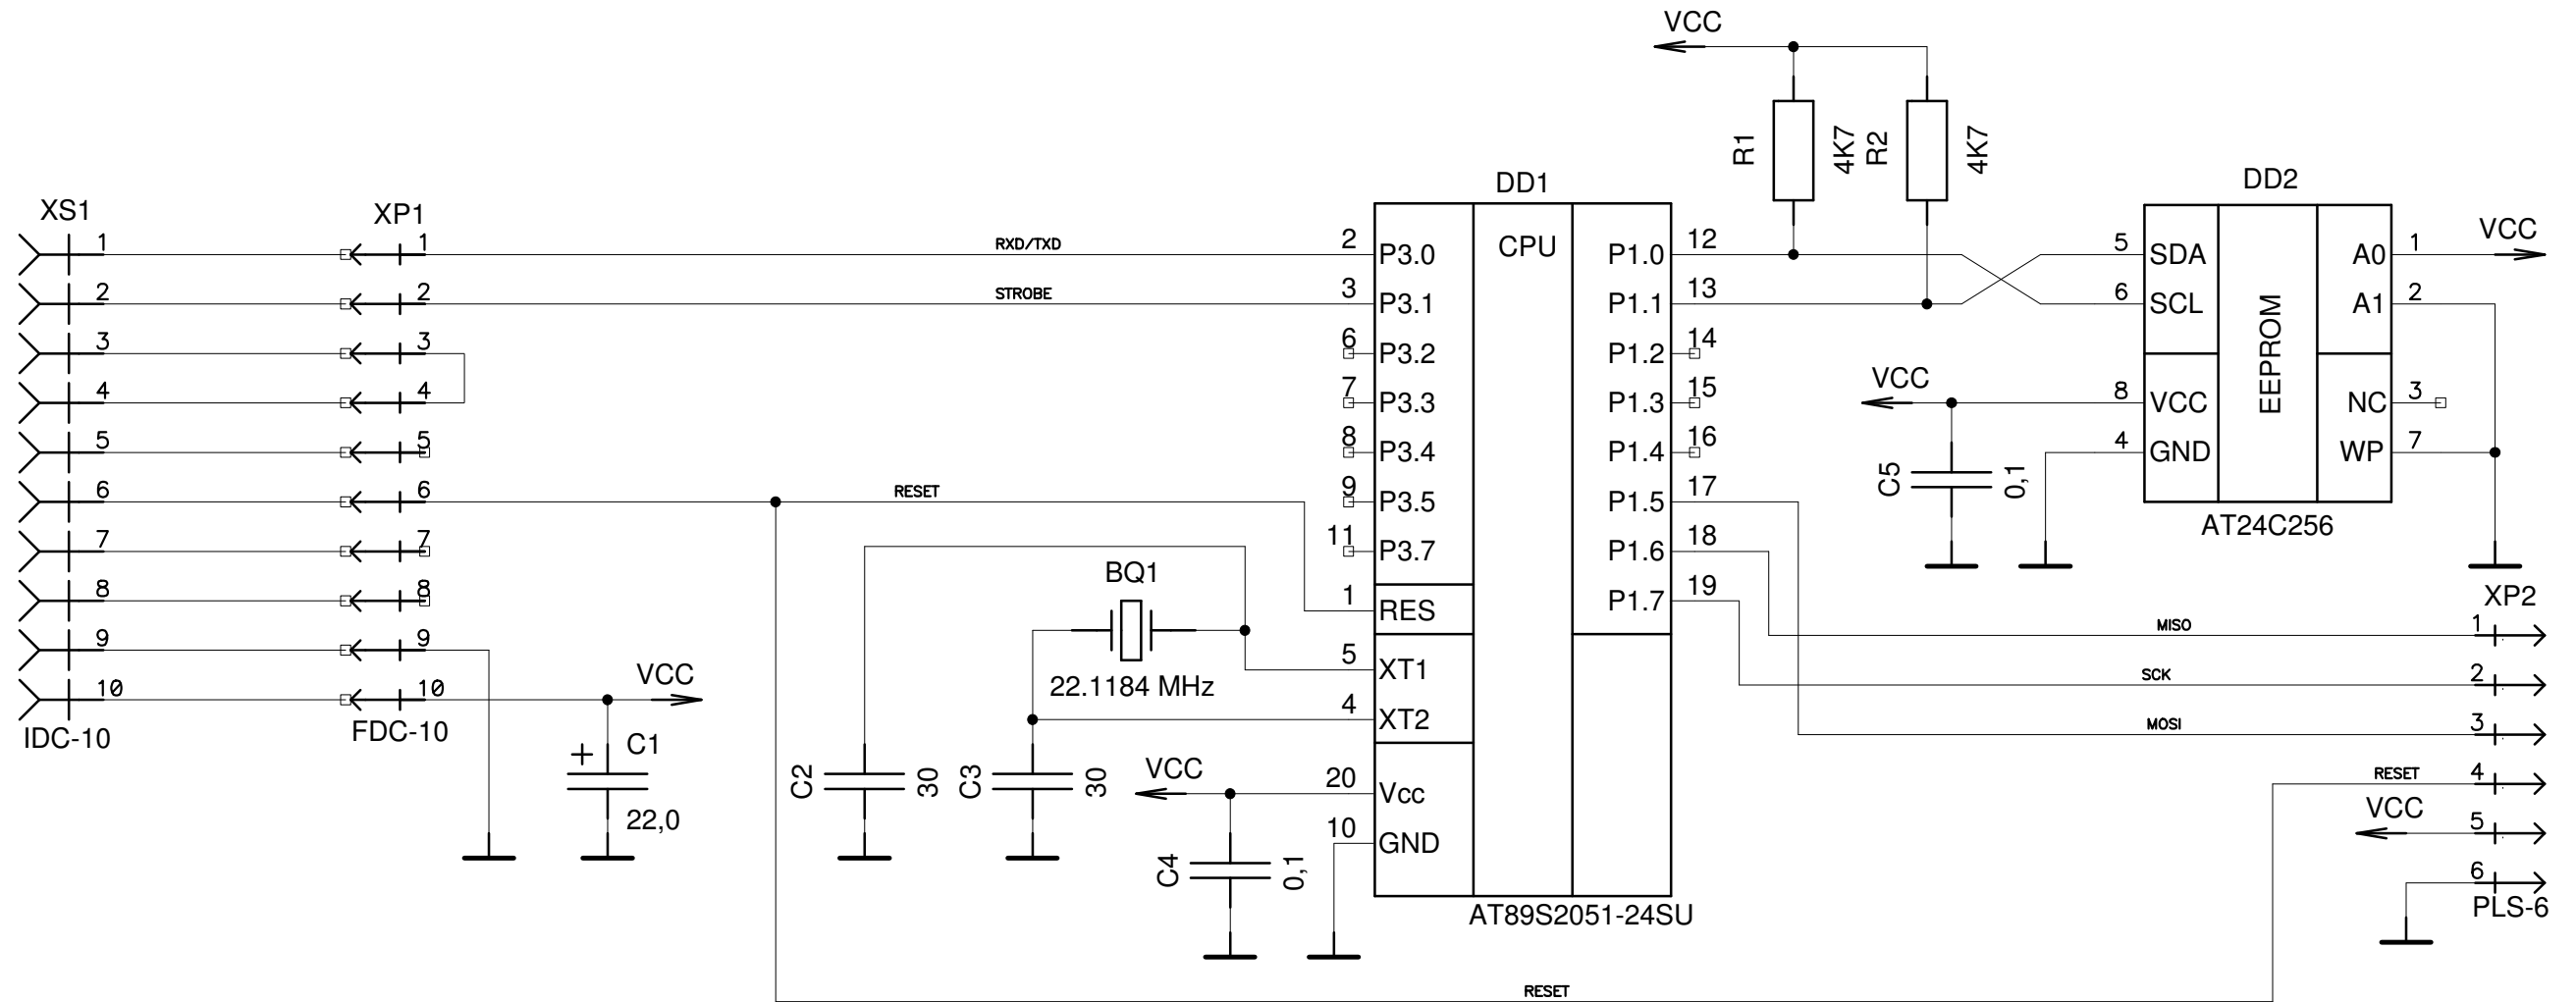 VCC
R1
4K7
R2
4K7
DD1
DD2
XS1
XP1
1
1
RXD/TXD
2
P3.0
CPU
P1.0
12
5
SDA
A0
1
VCC
2
2
STROBE
3
P3.1
P1.1
13
6
SCL
A1
2
3
3
6
P3.2
P1.2
14
EEPROM
4
4
7
P3.3
P1.3
15
VCC
8
VCC
NC
3
5
5
8
P3.4
P1.4
16
4
GND
WP
7
C5
0,1
6
6
RESET
9
P3.5
P1.5
17
AT24C256
7
7
11
P3.7
P1.6
18
BQ1
8
8
1
RES
P1.7
19
XP2
MISO
1
9
9
5
XT1
22.1184 MHz
SCK
2
10
10
VCC
4
XT2
MOSI
3
IDC-10
FDC-10
C1
22,0
C2
30
C3
30
VCC
20
Vcc
RESET
4
10
GND
VCC
5
C4
0,1
6
PLS-6
AT89S2051-24SU
RESET